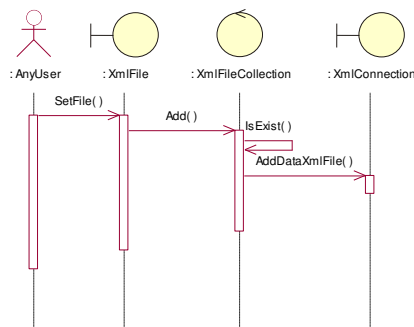 : AnyUser
: XmlFile
: XmlFileCollection
: XmlConnection
SetFile( )
Add( )
IsExist( )
AddDataXmlFile( )